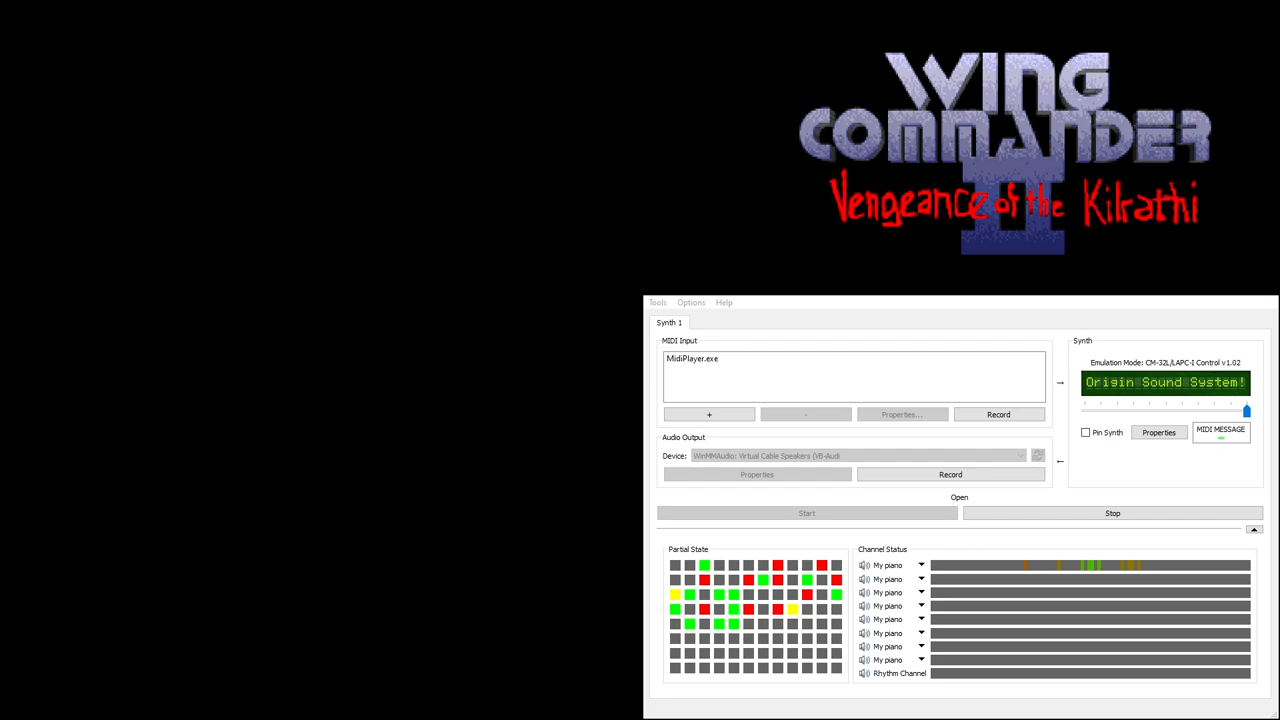 WING
COMMANDER
II
Vengeance of the Kilrathi
Tools Options Help
Synth 1
MIDI Input
MidiPlayer.exe
+ - Properties... Record
Synth
Emulation Mode: CM-32L/LAPC-I Control v1.02
Origin Sound System!
Pin Synth Properties MIDI MESSAGE
Audio Output
Device: WinMMAudio: Virtual Cable Speakers (VB-Audi
Properties Record
Open
Start Stop
Partial State
Channel Status
My piano
My piano
My piano
My piano
My piano
My piano
My piano
My piano
Rhythm Channel